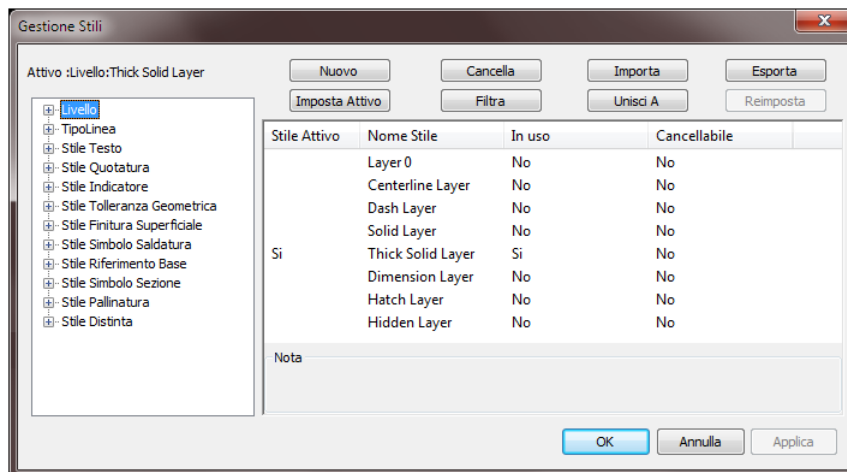 Gestione Stili
Attivo :Livello:Thick Solid Layer
Nuovo Cancella Importa Esporta
Imposta Attivo Filtra Unisci A Reimposta
Livello
TipoLinea
Stile Testo
Stile Quotatura
Stile Indicatore
Stile Tolleranza Geometrica
Stile Finitura Superficiale
Stile Simbolo Saldatura
Stile Riferimento Base
Stile Simbolo Sezione
Stile Pallinatura
Stile Distinta
Stile Attivo Nome Stile In uso Cancellabile
Layer 0 No No
Centerline Layer No No
Dash Layer No No
Solid Layer No No
Si Thick Solid Layer Si No
Dimension Layer No No
Hatch Layer No No
Hidden Layer No No
Nota
OK Annulla Applica